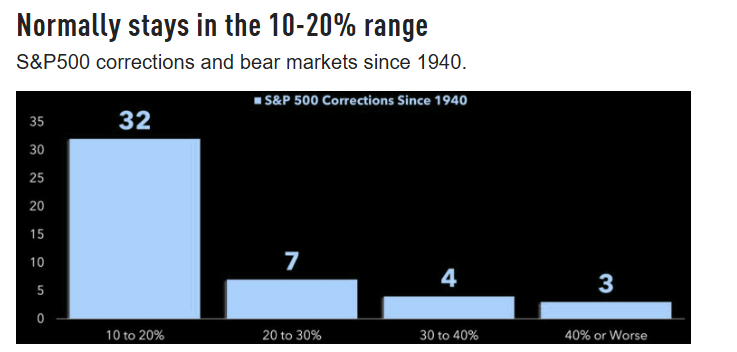 Normally stays in the 10-20% range
S&P500 corrections and bear markets since 1940.
S&P 500 Corrections Since 1940
35
30
25
20
15
10
5
0
32
7
4
3
10 to 20%
20 to 30%
30 to 40%
40% or Worse